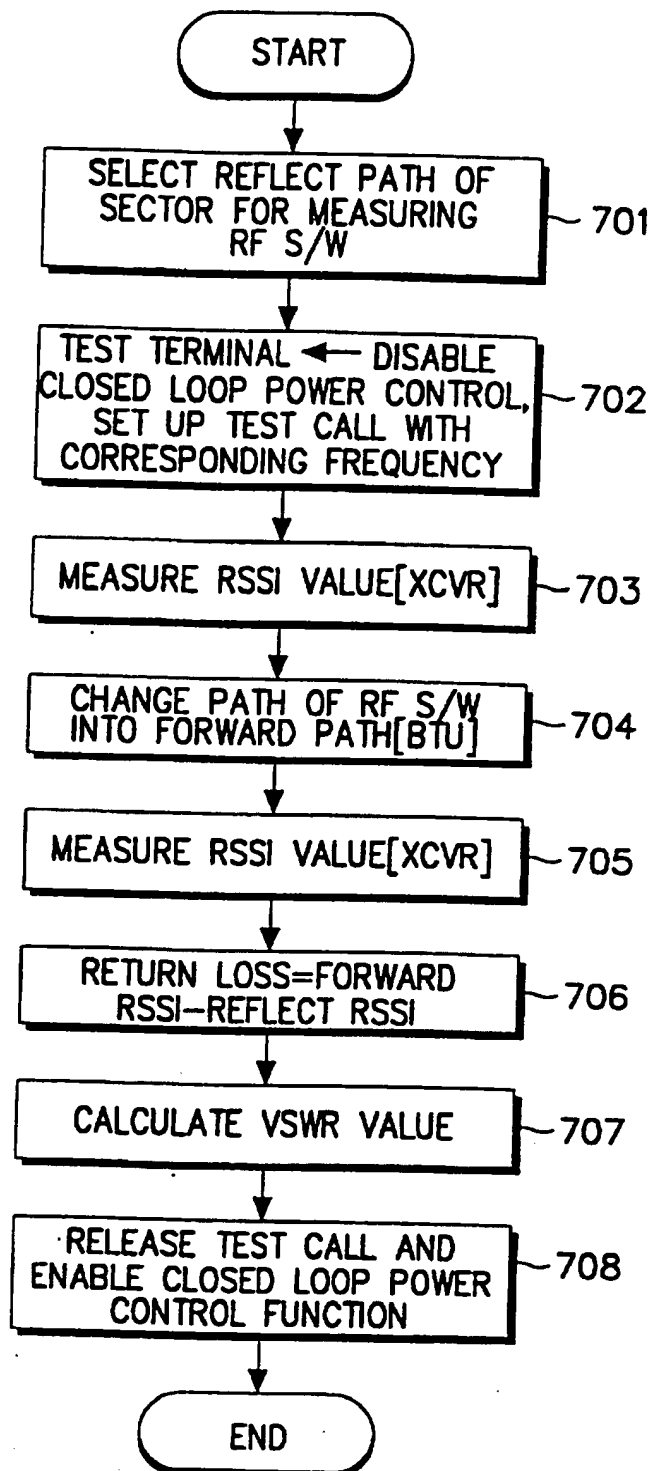 START
SELECT REFLECT PATH OF
SECTOR FOR MEASURING
RF S/W
701
TEST TERMINAL ← DISABLE
CLOSED LOOP POWER CONTROL,
SET UP TEST CALL WITH
CORRESPONDING FREQUENCY
702
MEASURE RSSI VALUE[XCVR]
703
CHANGE PATH OF RF S/W
INTO FORWARD PATH[BTU]
704
MEASURE RSSI VALUE[XCVR]
705
RETURN LOSS=FORWARD
RSSI-REFLECT RSSI
706
CALCULATE VSWR VALUE
707
RELEASE TEST CALL AND
ENABLE CLOSED LOOP POWER
CONTROL FUNCTION
708
END